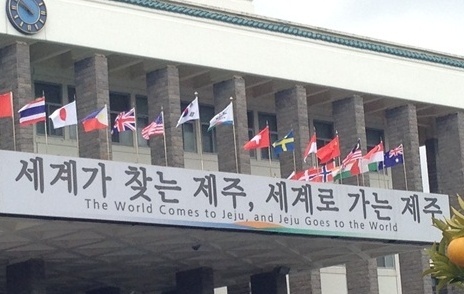 세계가 찾는 제주, 세계로 가는 제주
The World Comes to Jeju, and Jeju Goes to the World